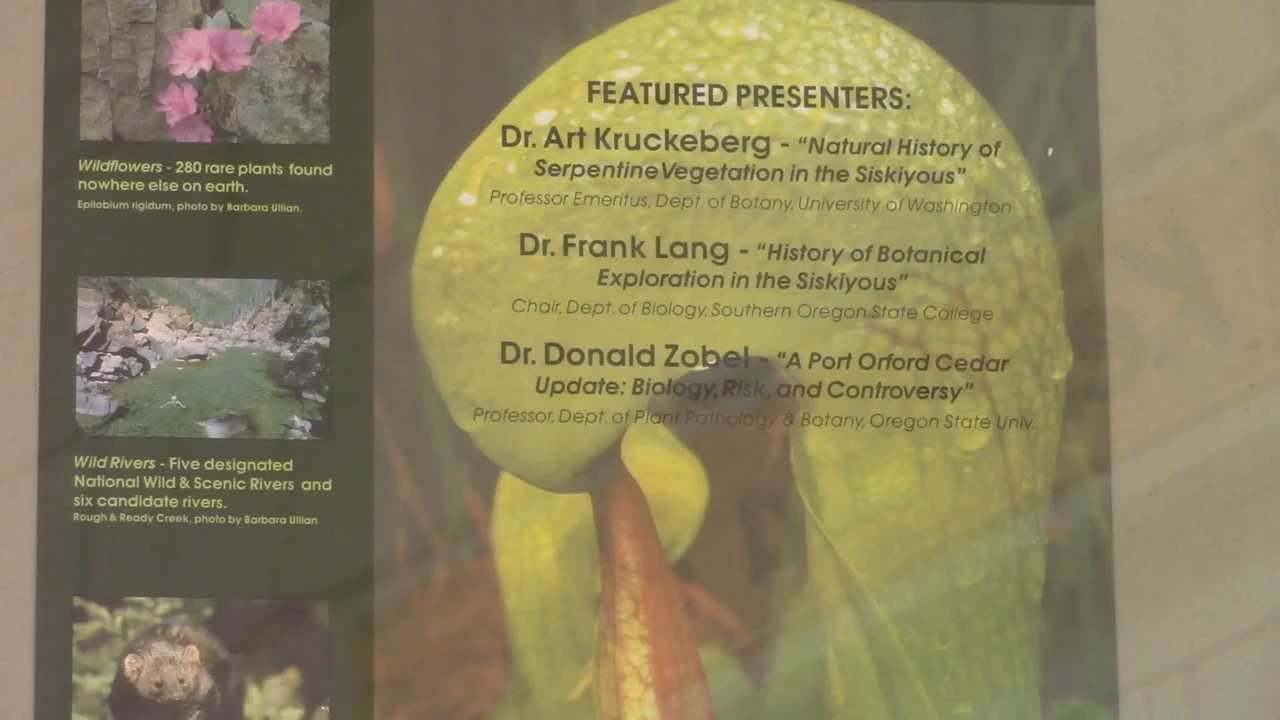 Wildflowers - 280 rare plants found
nowhere else on earth.
Epilobium rigidum, photo by Barbara Ullian.
Wild Rivers - Five designated
National Wild & Scenic Rivers and
six candidate rivers.
Rough & Ready Creek, photo by Barbara Ullian
FEATURED PRESENTERS:
Dr. Art Kruckeberg - "Natural History of
Serpentine Vegetation in the Siskiyous"
Professor Emeritus, Dept. of Botany, University of Washington
Dr. Frank Lang - "History of Botanical
Exploration in the Siskiyous"
Chair, Dept. of Biology, Southern Oregon State College
Dr. Donald Zobel - "A Port Orford Cedar
Update: Biology, Risk, and Controversy"
Professor, Dept. of Plant Pathology & Botany, Oregon State Univ.